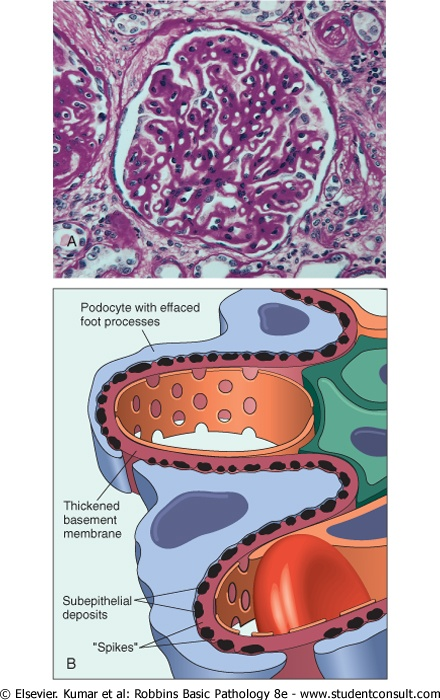 A
Podocyte with effaced
foot processes
Thickened
basement
membrane
Subepithelial
deposits
"Spikes"
B
© Elsevier. Kumar et al: Robbins Basic Pathology 8e - www.studentconsult.com